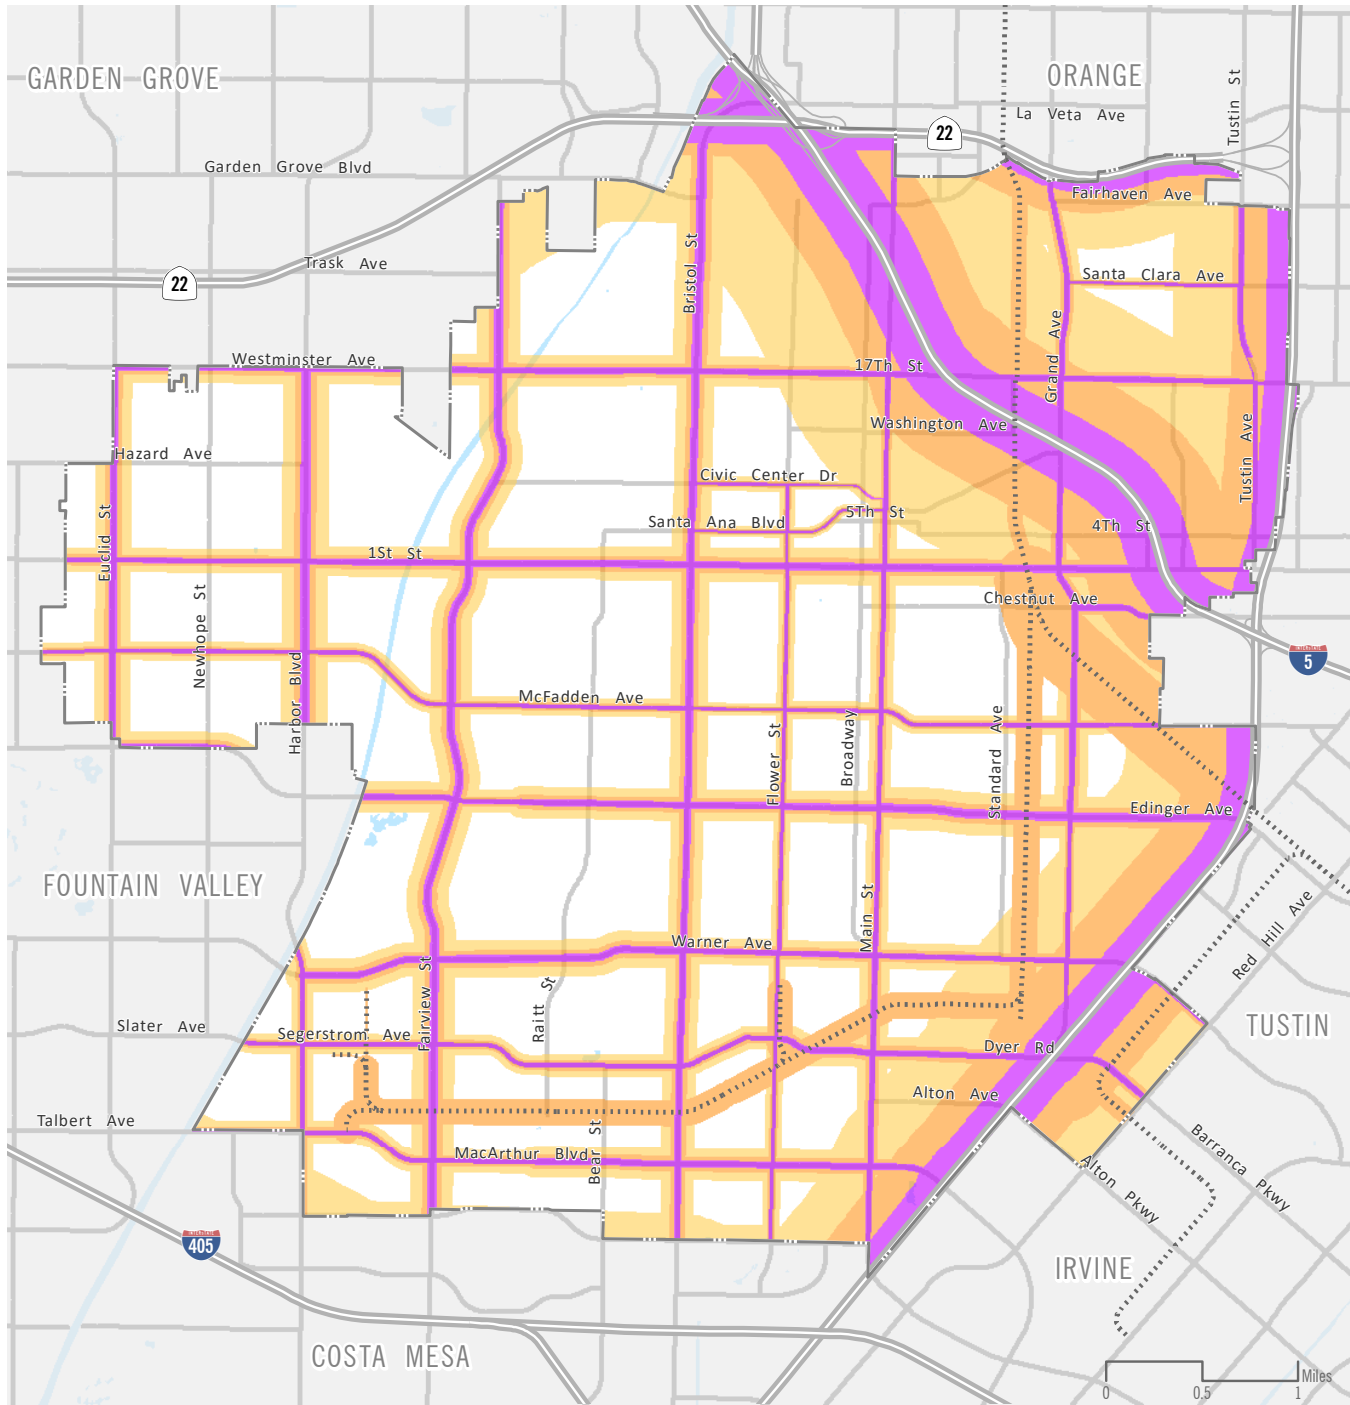 GARDEN GROVE
ORANGE
Tustin St
La Veta Ave
22
Garden Grove Blvd
Fairhaven Ave
Trask Ave
22
Bristol St
Santa Clara Ave
Grand Ave
Westminster Ave
17Th St
Washington Ave
Tustin Ave
Hazard Ave
Civic Center Dr
Euclid St
Santa Ana Blvd
5Th St
4Th St
1St St
Newhope St
Chestnut Ave
INTERSTATE
5
Harbor Blvd
McFadden Ave
Flower St
Broadway
Standard Ave
Edinger Ave
FOUNTAIN VALLEY
Main St
Red Hill Ave
Warner Ave
Fairview St
Raitt St
Slater Ave
Segerstrom Ave
TUSTIN
Dyer Rd
Alton Ave
Talbert Ave
Bear St
MacArthur Blvd
Barranca Pkwy
Alton Pkwy
INTERSTATE
405
IRVINE
COSTA MESA
Miles
0 0.5 1